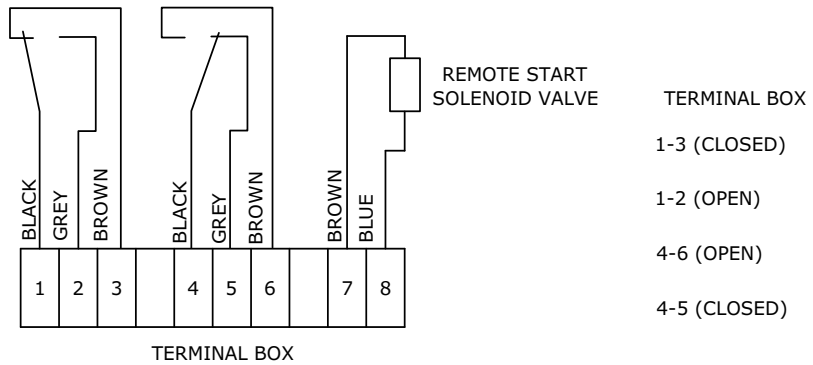 REMOTE START
SOLENOID VALVE
TERMINAL BOX
1-3 (CLOSED)
1-2 (OPEN)
4-6 (OPEN)
4-5 (CLOSED)
BLACK
GREY
BROWN
BLACK
GREY
BROWN
BROWN
BLUE
1 2 3 4 5 6 7 8
TERMINAL BOX